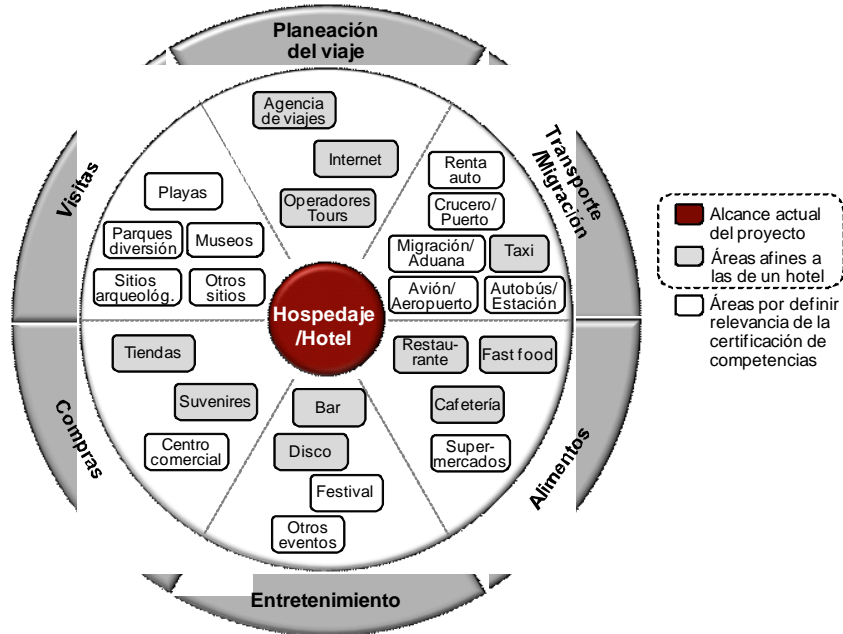 Planeación
del viaje
Agencia
de viajes
Internet
Operadores
Tours
Transporte
/Migración
Renta
auto
Crucero/
Puerto
Migración/
Aduana
Taxi
Avión/
Aeropuerto
Autobús/
Estación
Visitas
Playas
Parques
diversión
Museos
Sitios
arqueológ.
Otros
sitios
Hospedaje
/Hotel
Compras
Tiendas
Suvenires
Centro
comercial
Bar
Disco
Festival
Otros
eventos
Entretenimiento
Restau-
rante
Fast food
Cafetería
Super-
mercados
Alimentos
Alcance actual
del proyecto
Áreas afines a
las de un hotel
Áreas por definir
relevancia de la
certificación de
competencias